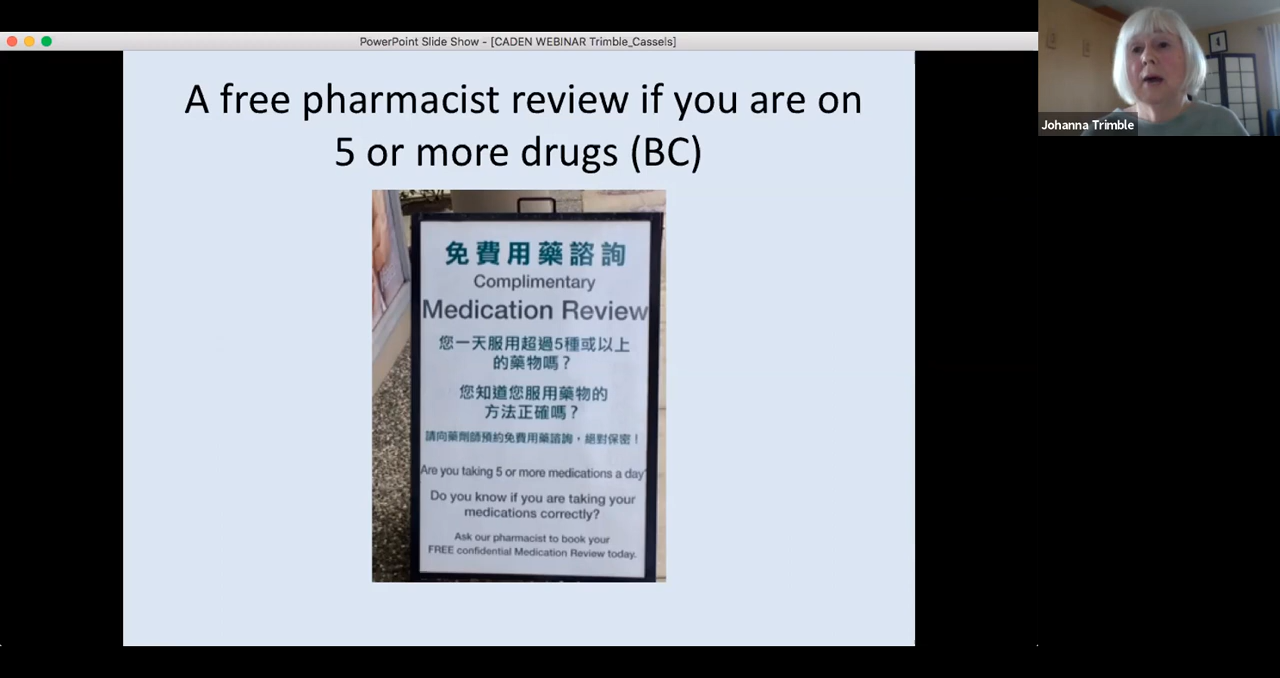 PowerPoint Slide Show - [CADEN WEBINAR Trimble_Cassels]
A free pharmacist review if you are on
5 or more drugs (BC)
免費用藥諮詢
Complimentary
Medication Review
您一天服用超過5種或以上
的藥物嗎？
您知道您服用藥物的
方法正確嗎？
請向藥劑師預約免費用藥諮詢，絕對保密！
Are you taking 5 or more medications a day?
Do you know if you are taking your
medications correctly?
Ask our pharmacist to book your
FREE confidential Medication Review today.
Johanna Trimble